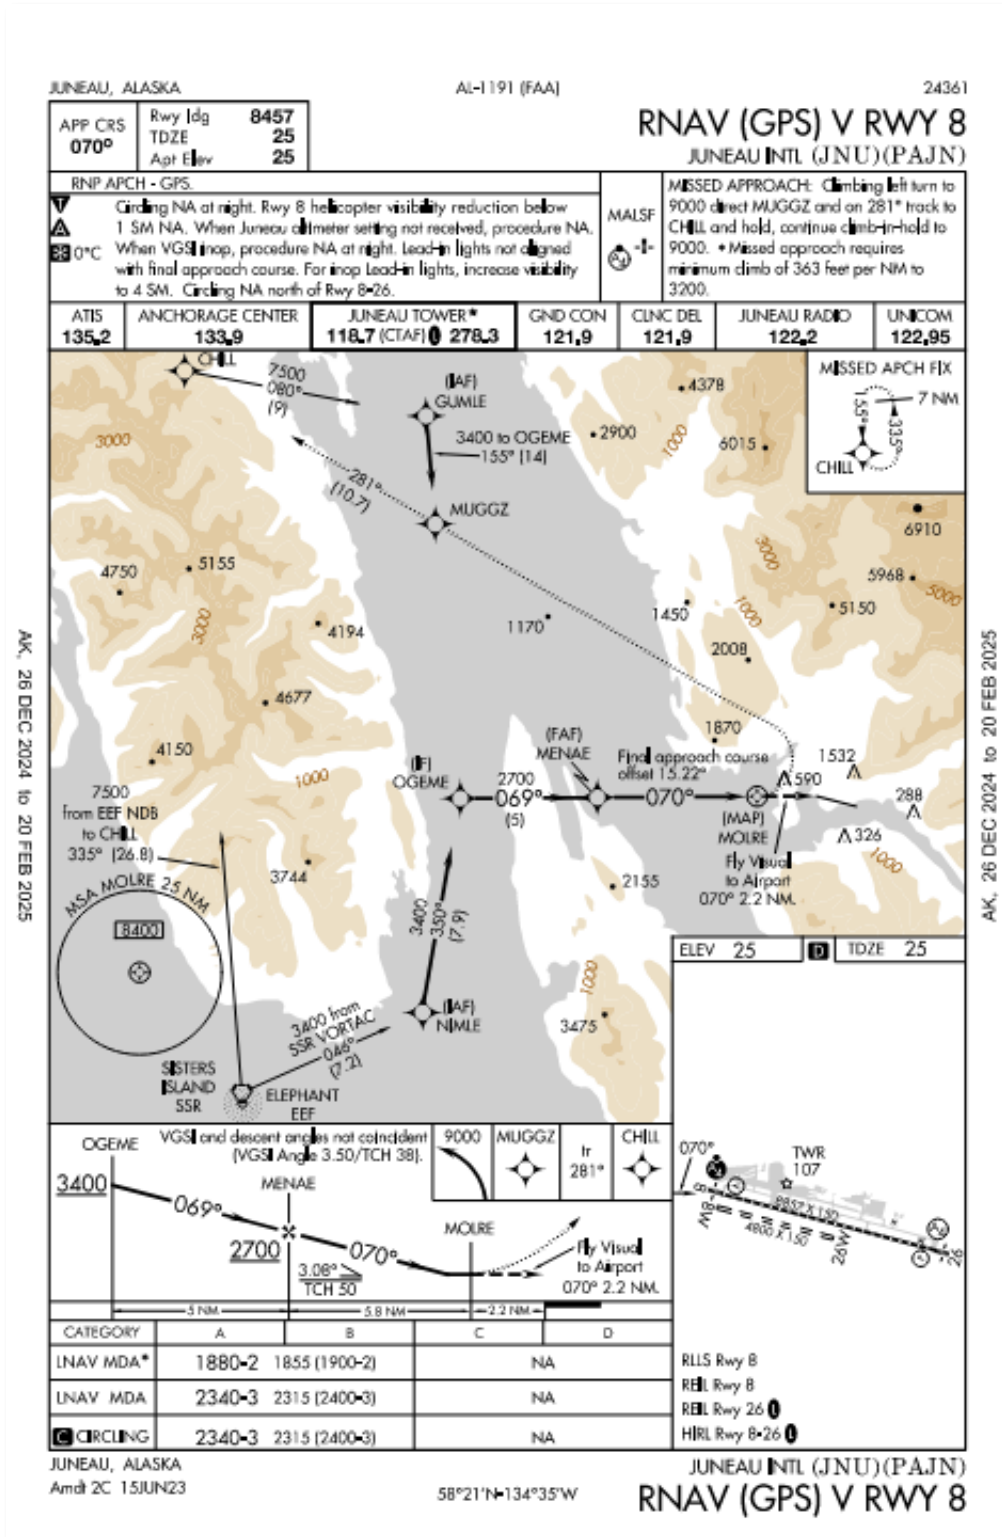 JUNEAU, ALASKA
AL-1191 (FAA)
24361
APP CRS
070°
Rwy ldg 8457
TDZE 25
Apt Elev 25
RNAV (GPS) V RWY 8
JUNEAU INTL (JNU)(PAJN)
RNP APCH - GPS.
T
A
0°C
Circling NA at night. Rwy 8 helicopter visibility reduction below
1 SM NA. When Juneau altimeter setting not received, procedure NA.
When VGSI inop, procedure NA at night. Lead-in lights not aligned
with final approach course. For inop Lead-in lights, increase visibility
to 4 SM. Circling NA north of Rwy 8-26.
MALSF
MISSED APPROACH: Climbing left turn to
9000 direct MUGGZ and on 281° track to
CHILL and hold, continue climb-in-hold to
9000. *Missed approach requires
minimum climb of 363 feet per NM to
3200.
ATIS
135.2
ANCHORAGE CENTER
133.9
JUNEAU TOWER*
118.7 (CTAF) L 278.3
GND CON
121.9
CLNC DEL
121.9
JUNEAU RADIO
122.2
UNICOM
122.95
CHILL
7500
080°
(9)
(IAF)
GUMLE
3400 to OGEME
155° (14)
4378
2900
1000
6015
MISSED APCH FIX
7 NM
155°
335°
CHILL
3000
281°
(10.7)
MUGGZ
6910
3000
5968
5000
4750
5155
3000
4194
1170
1450
1000
5150
2008
4677
4150
1870
1000
(IF)
OGEME
2700
069°
(5)
(FAF)
MENAE
Final approach course
offset 15.22°
070°
590
1532
288
326
1000
(MAP)
MOLRE
Fly Visual
to Airport
070° 2.2 NM.
7500
from EEF NDB
to CHILL
335° (26.8)
3744
2155
MSA MOLRE 25 NM
8400
3400
350°
(7.9)
(IAF)
NIMLE
3400 from
SSR VORTAC
046°
(7.2)
1000
3475
SISTERS
ISLAND
SSR
ELEPHANT
EEF
ELEV 25
D
TDZE 25
070°
TWR
107
8
8W
8857 X 150
4800 X 150
26W
26
RLLS Rwy 8
REIL Rwy 8
REIL Rwy 26 L
HIRL Rwy 8-26 L
OGEME
VGSI and descent angles not coincident
(VGSI Angle 3.50/TCH 38).
9000
MUGGZ
tr
281°
CHILL
3400
069°
MENAE
2700
070°
3.08°
TCH 50
MOLRE
Fly Visual
to Airport
070° 2.2 NM.
5 NM
5.8 NM
2.2 NM
CATEGORY A B C D
LNAV MDA* 1880-2 1855 (1900-2) NA
LNAV MDA 2340-3 2315 (2400-3) NA
C CIRCLING 2340-3 2315 (2400-3) NA
JUNEAU, ALASKA
Amdt 2C 15JUN23
58°21'N-134°35'W
JUNEAU INTL (JNU)(PAJN)
RNAV (GPS) V RWY 8
AK, 26 DEC 2024 to 20 FEB 2025
AK, 26 DEC 2024 to 20 FEB 2025